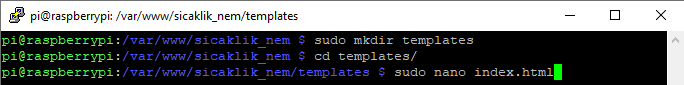 pi@raspberrypi: /var/www/sicaklik_nem/templates
pi@raspberrypi:/var/www/sicaklik_nem $ sudo mkdir templates
pi@raspberrypi:/var/www/sicaklik_nem $ cd templates/
pi@raspberrypi:/var/www/sicaklik_nem/templates $ sudo nano index.html